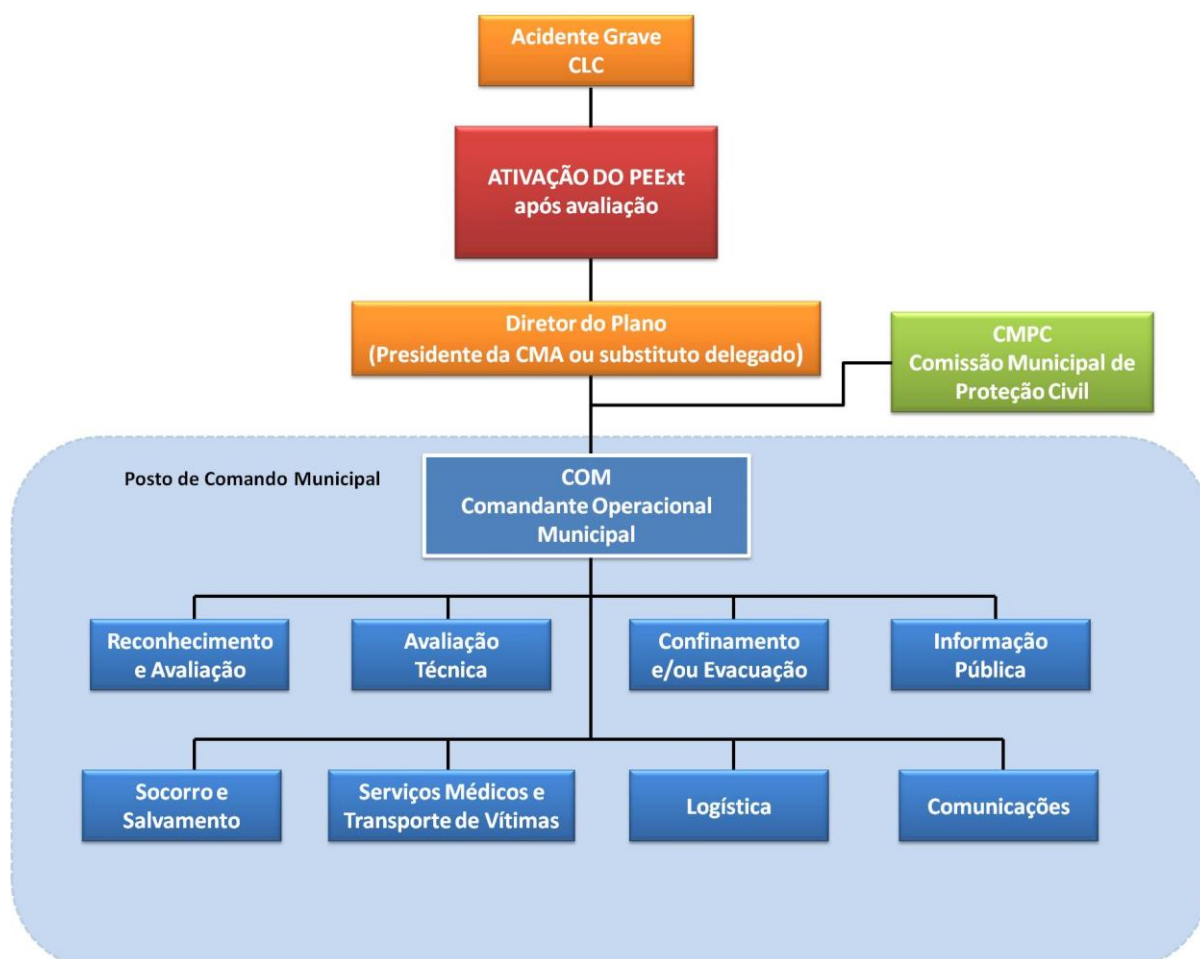 Acidente Grave
CLC
ATIVAÇÃO DO PEExt
após avaliação
Diretor do Plano
(Presidente da CMA ou substituto delegado)
CMPC
Comissão Municipal de
Proteção Civil
Posto de Comando Municipal
COM
Comandante Operacional
Municipal
Reconhecimento
e Avaliação
Avaliação
Técnica
Confinamento
e/ou Evacuação
Informação
Pública
Socorro e
Salvamento
Serviços Médicos e
Transporte de Vítimas
Logística
Comunicações